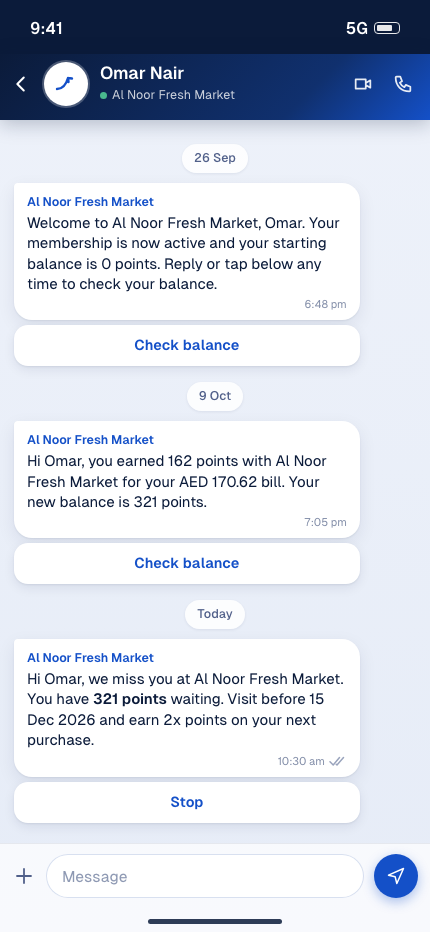 9:41
5G
Omar Nair
Al Noor Fresh Market
26 Sep
Al Noor Fresh Market
Welcome to Al Noor Fresh Market, Omar. Your
membership is now active and your starting
balance is 0 points. Reply or tap below any
time to check your balance.
6:48 pm
Check balance
9 Oct
Al Noor Fresh Market
Hi Omar, you earned 162 points with Al Noor
Fresh Market for your AED 170.62 bill. Your
new balance is 321 points.
7:05 pm
Check balance
Today
Al Noor Fresh Market
Hi Omar, we miss you at Al Noor Fresh Market.
You have 321 points waiting. Visit before 15
Dec 2026 and earn 2x points on your next
purchase.
10:30 am
Stop
Message